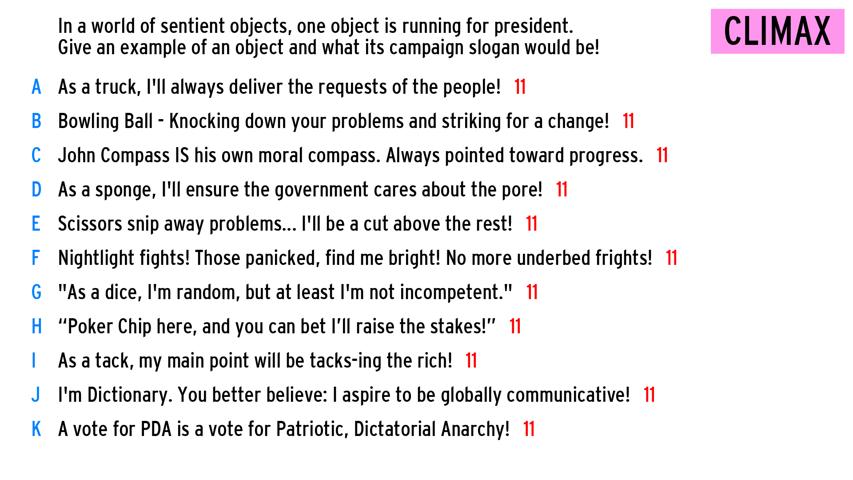 In a world of sentient objects, one object is running for president.
Give an example of an object and what its campaign slogan would be!
CLIMAX
A As a truck, I'll always deliver the requests of the people! 11
B Bowling Ball - Knocking down your problems and striking for a change! 11
C John Compass IS his own moral compass. Always pointed toward progress. 11
D As a sponge, I'll ensure the government cares about the pore! 11
E Scissors snip away problems... I'll be a cut above the rest! 11
F Nightlight fights! Those panicked, find me bright! No more underbed frights! 11
G "As a dice, I'm random, but at least I'm not incompetent." 11
H “Poker Chip here, and you can bet I’ll raise the stakes!” 11
I As a tack, my main point will be tacks-ing the rich! 11
J I'm Dictionary. You better believe: I aspire to be globally communicative! 11
K A vote for PDA is a vote for Patriotic, Dictatorial Anarchy! 11